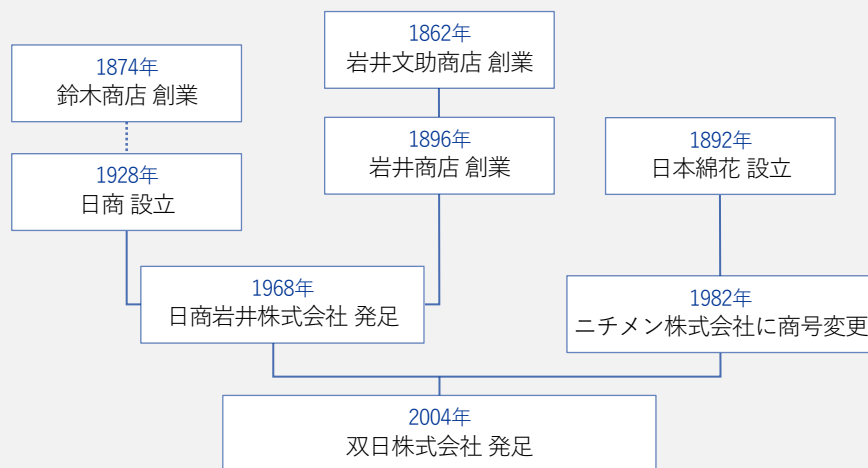 1862年
岩井文助商店 創業
1874年
鈴木商店 創業
1896年
岩井商店 創業
1892年
日本綿花 設立
1928年
日商 設立
1968年
日商岩井株式会社 発足
1982年
ニチメン株式会社に商号変更
2004年
双日株式会社 発足